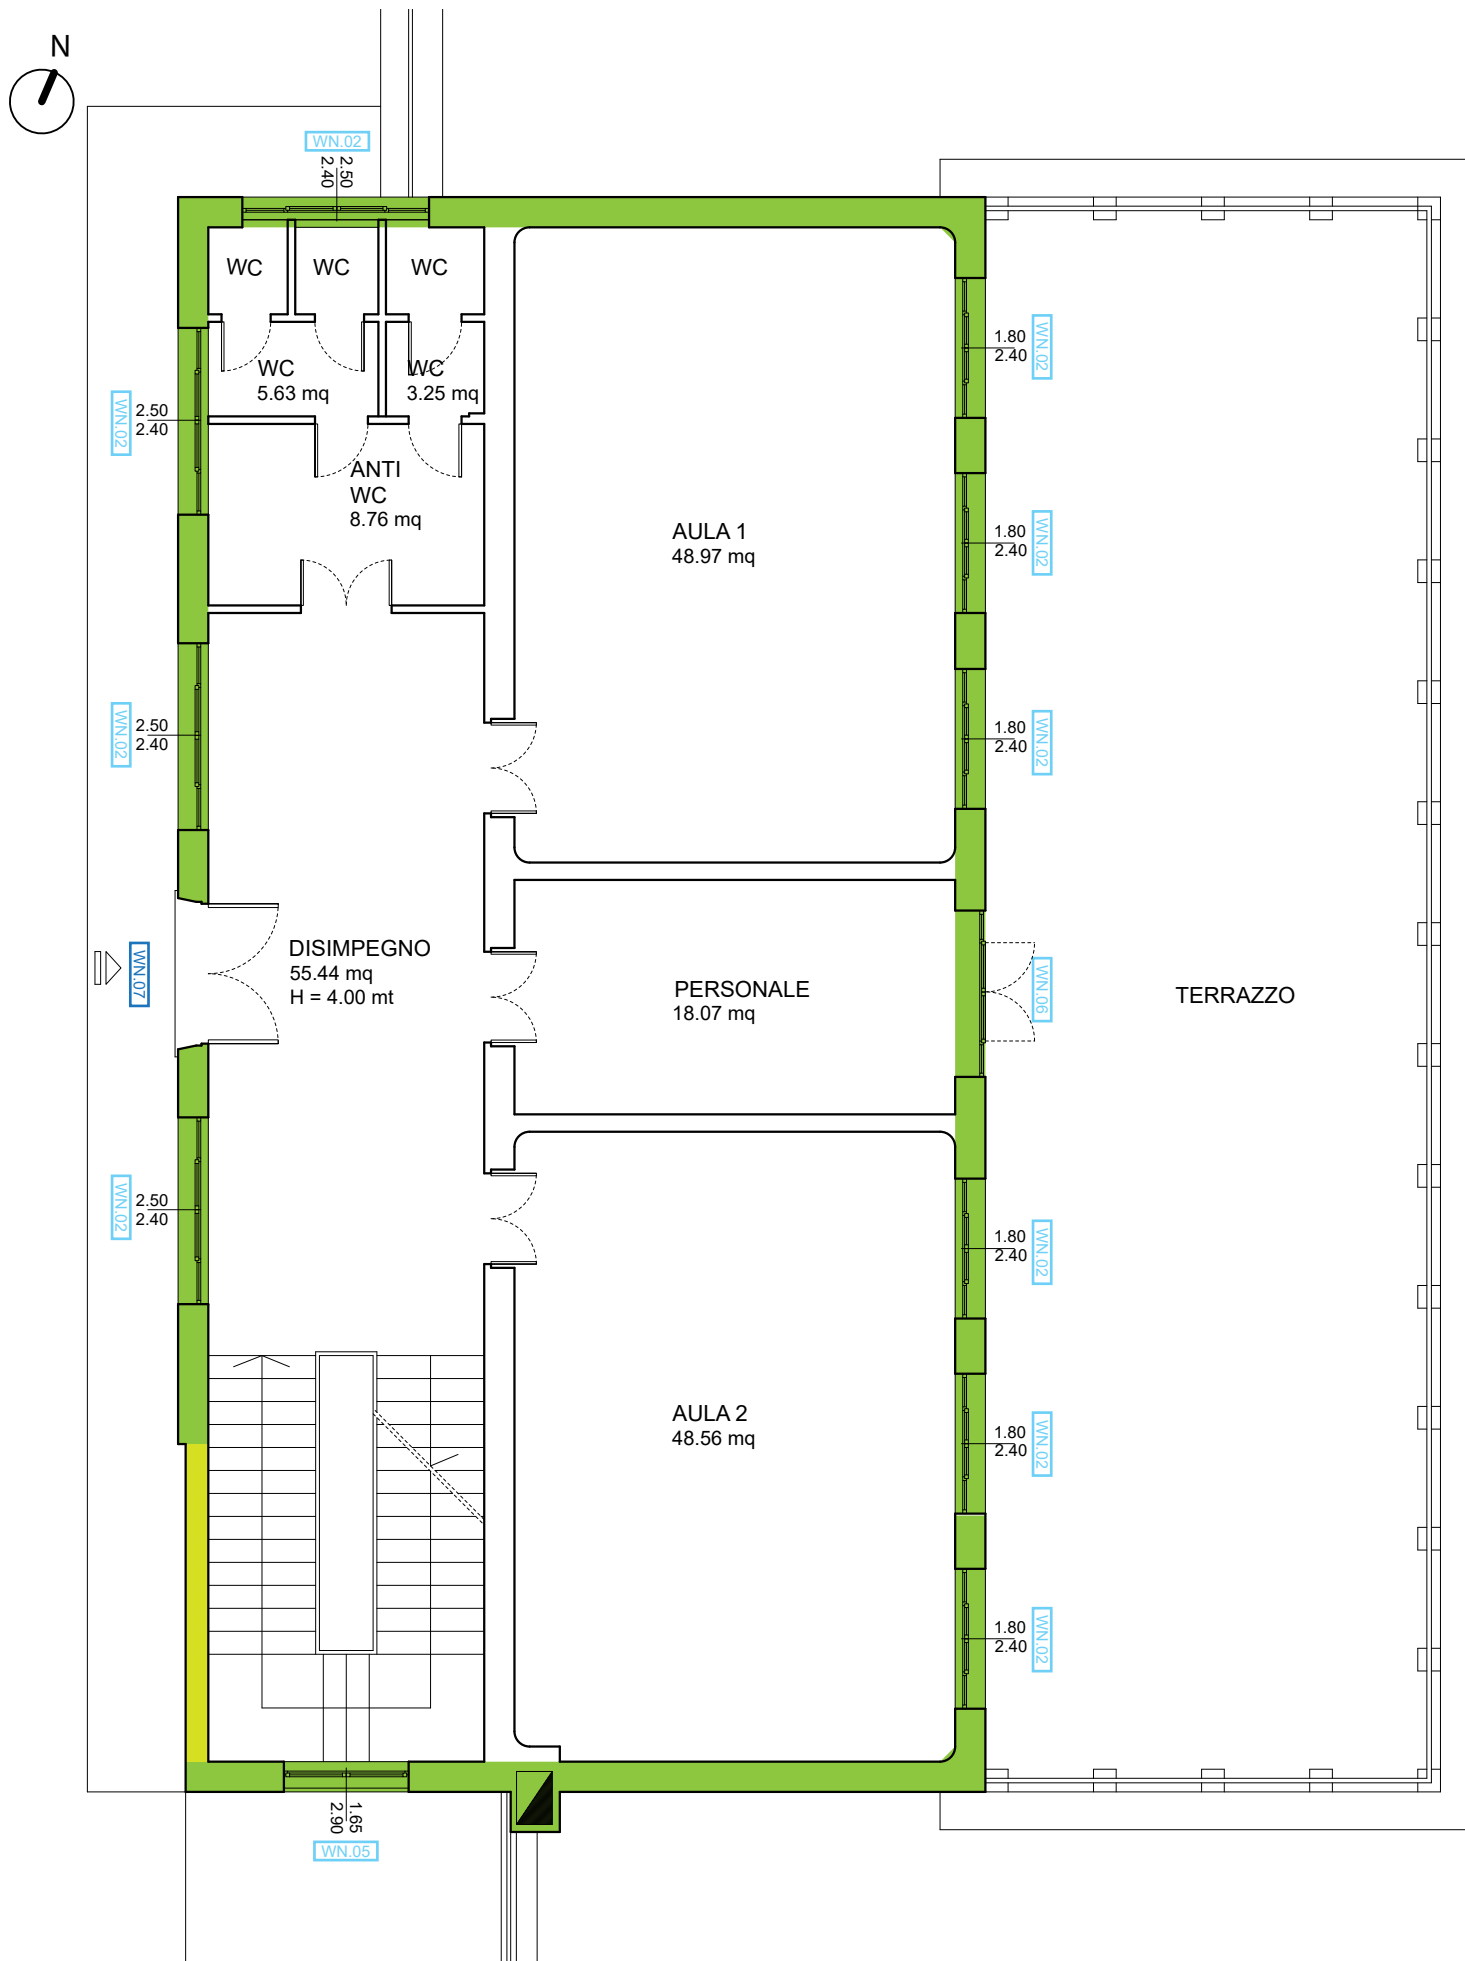 N
WN.02
2.50
2.40
WC
WC
WC
WC
5.63 mq
WC
3.25 mq
1.80
2.40
WN.02
WN.02
2.50
2.40
ANTI
WC
8.76 mq
AULA 1
48.97 mq
1.80
2.40
WN.02
WN.02
2.50
2.40
1.80
2.40
WN.02
WN.07
DISIMPEGNO
55.44 mq
H = 4.00 mt
PERSONALE
18.07 mq
WN.06
TERRAZZO
WN.02
2.50
2.40
1.80
2.40
WN.02
AULA 2
48.56 mq
1.80
2.40
WN.02
1.80
2.40
WN.02
1.65
2.90
WN.05